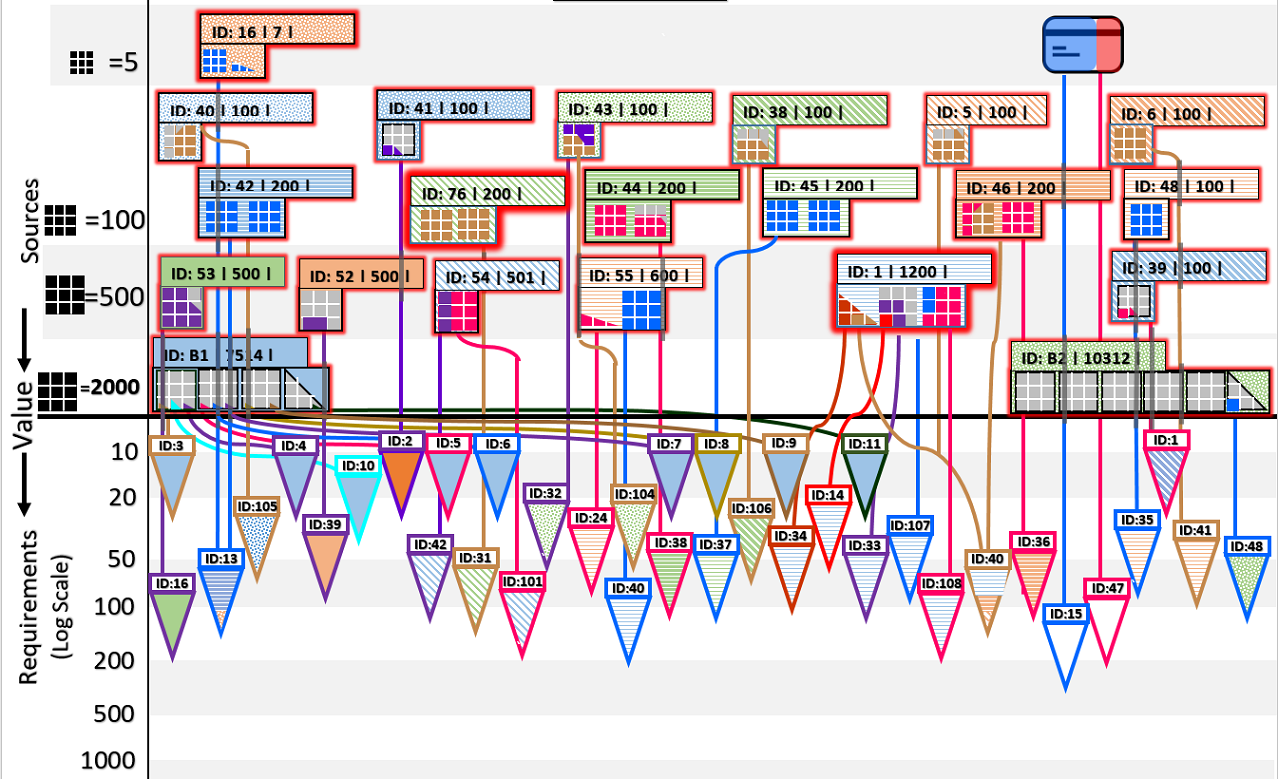 ID: 16 | 7 |
=5
ID: 40 | 100 |
ID: 41 | 100 |
ID: 43 | 100 |
ID: 38 | 100 |
ID: 5 | 100 |
ID: 6 | 100 |
ID: 42 | 200 |
ID: 76 | 200 |
ID: 44 | 200 |
ID: 45 | 200 |
ID: 46 | 200
ID: 48 | 100 |
=100
ID: 53 | 500 |
ID: 52 | 500 |
ID: 54 | 501 |
ID: 55 | 600 |
ID: 1 | 1200 |
ID: 39 | 100 |
=500
ID: B1 | 7514 |
ID: B2 | 10312 |
=2000
Sources
Value
Requirements
(Log Scale)
10
20
50
100
200
500
1000
ID:3
ID:4
ID:2
ID:5
ID:6
ID:7
ID:8
ID:9
ID:11
ID:1
ID:10
ID:105
ID:39
ID:32
ID:104
ID:24
ID:106
ID:14
ID:107
ID:35
ID:41
ID:13
ID:42
ID:31
ID:38
ID:37
ID:34
ID:33
ID:40
ID:36
ID:48
ID:16
ID:101
ID:40
ID:108
ID:47
ID:15